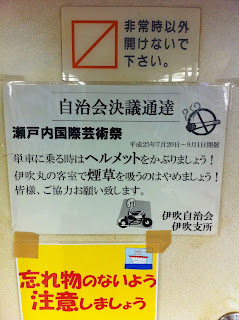 非常時以外
開けないで
下さい。
自治会決議通達
瀬戸内国際芸術祭
平成25年7月20日~9月1日開催
単車に乗る時はヘルメットをかぶりましょう!
伊吹丸の客室で煙草を吸うのはやめましょう!
皆様、ご協力お願い致します。
伊吹自治会
伊吹支所
忘れ物のないよう
注意しましょう